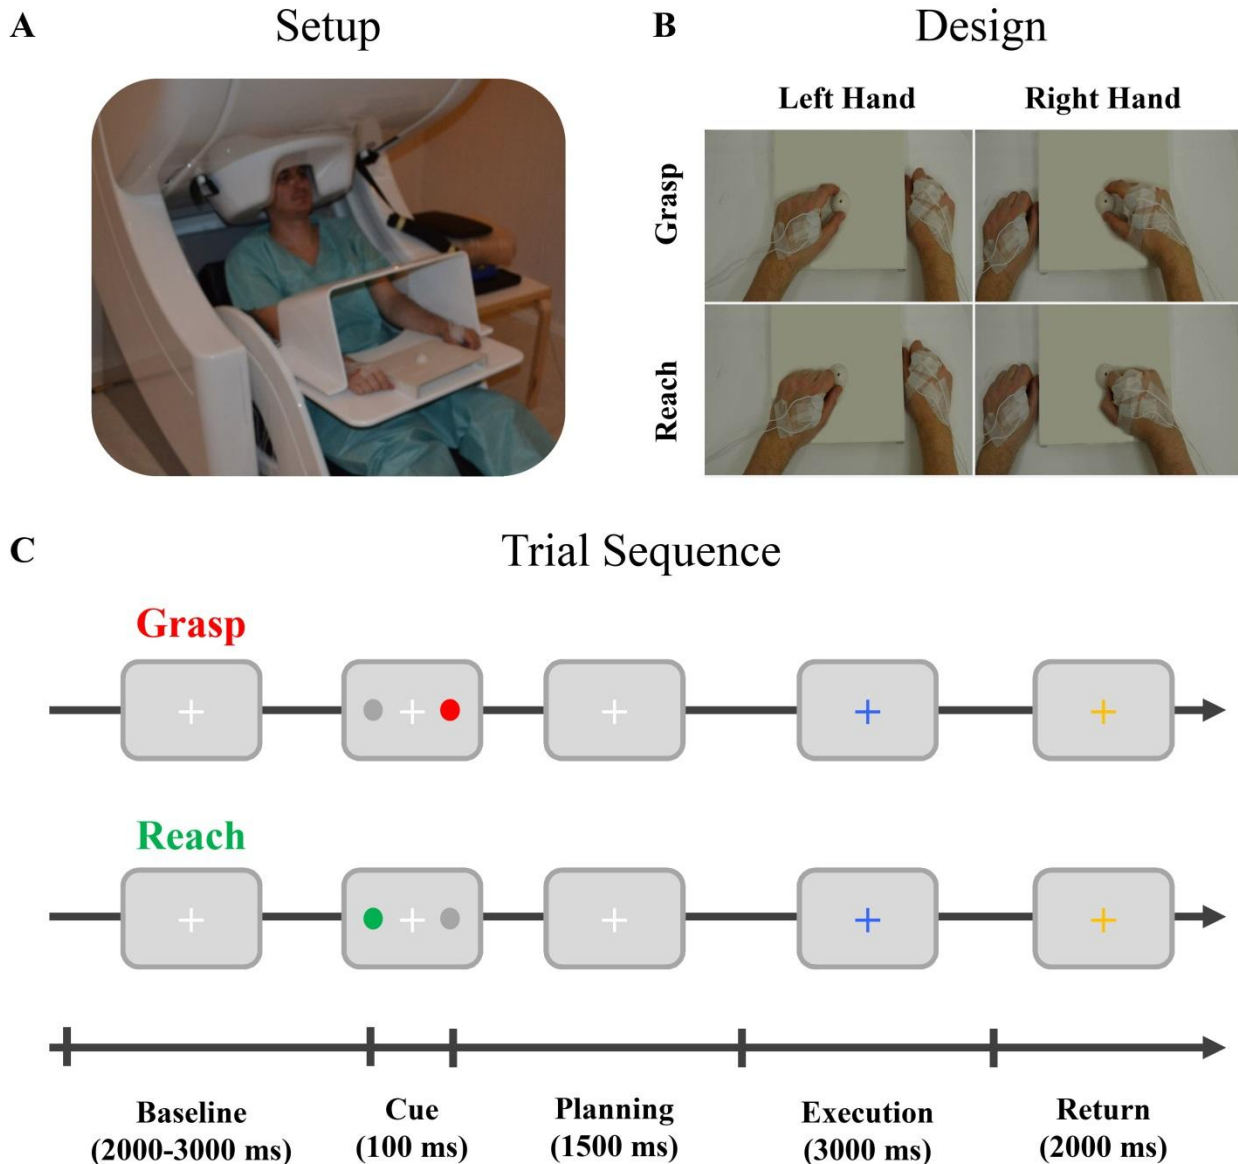 A
Setup
B
Design
Left Hand
Right Hand
Grasp
Reach
C
Trial Sequence
Grasp
Reach
Baseline
(2000-3000 ms)
Cue
(100 ms)
Planning
(1500 ms)
Execution
(3000 ms)
Return
(2000 ms)